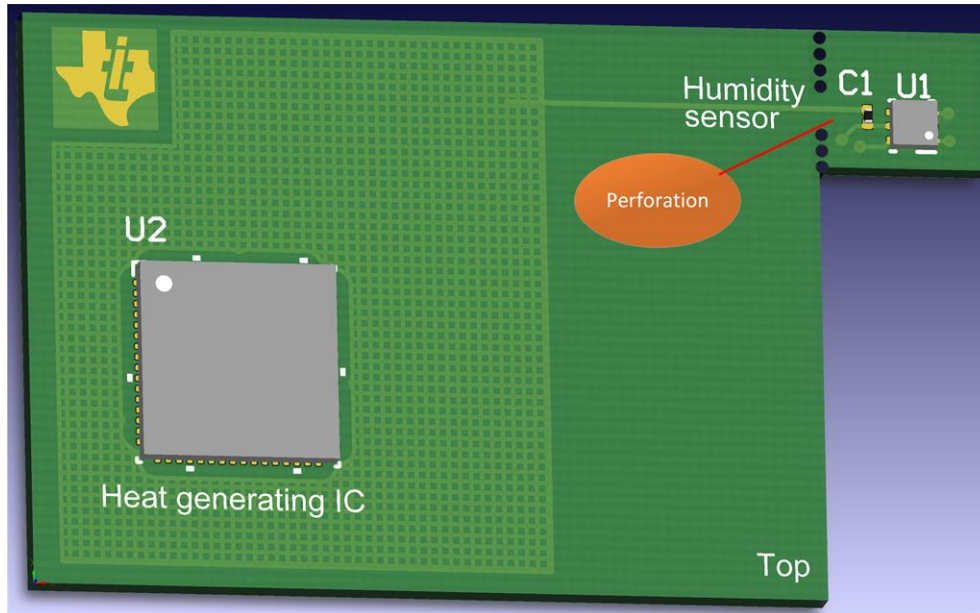 C1 U1
Humidity
sensor
Perforation
U2
Heat generating IC
Top